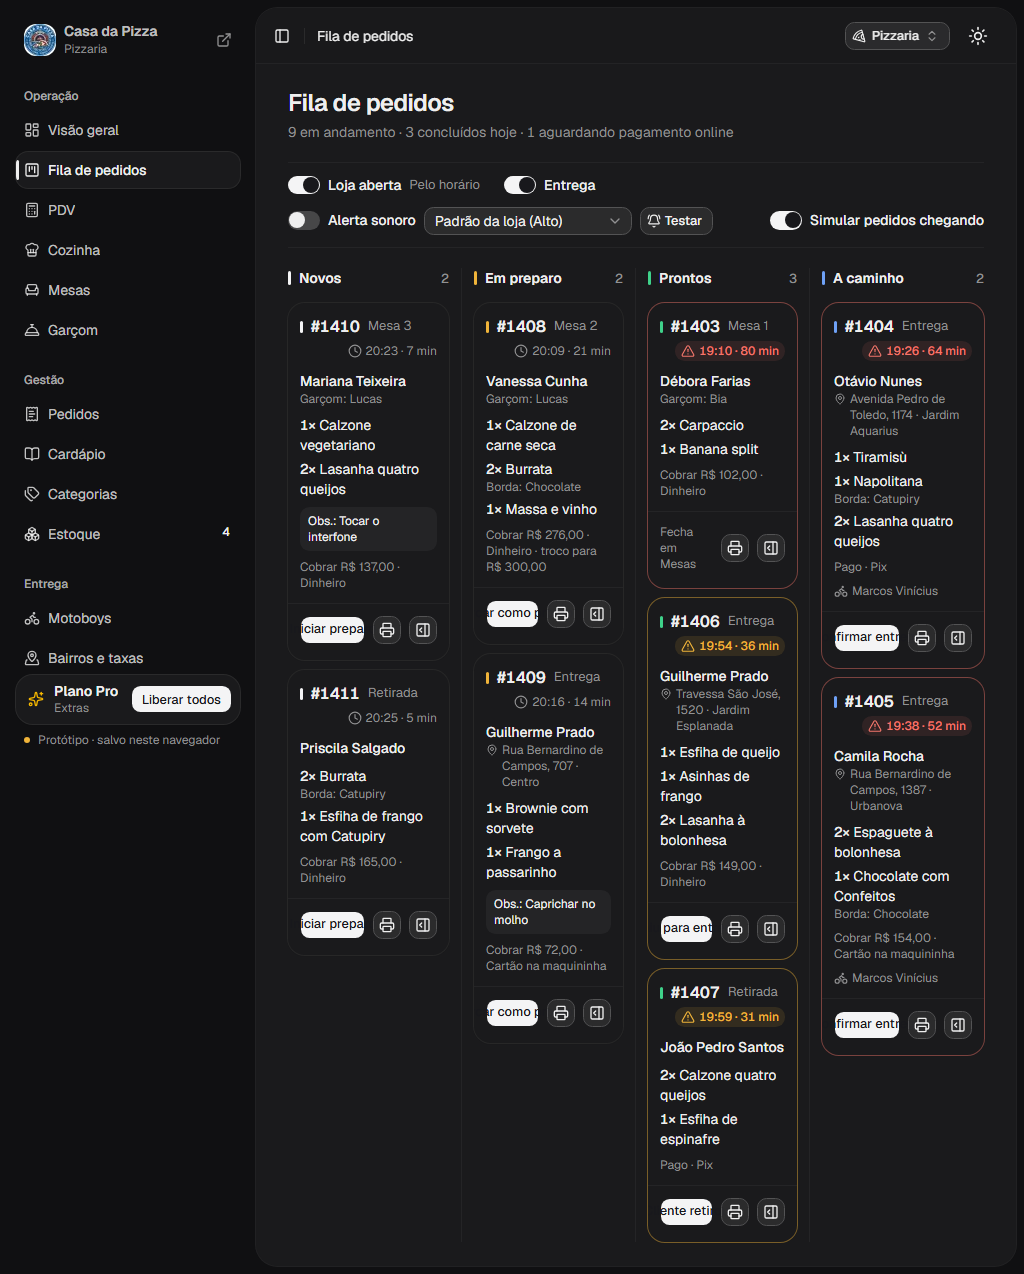 Casa da Pizza
Pizzaria
Operação
Visão geral
Fila de pedidos
PDV
Cozinha
Mesas
Garçom
Gestão
Pedidos
Cardápio
Categorias
Estoque 4
Entrega
Motoboys
Bairros e taxas
Plano Pro
Extras
Liberar todos
Protótipo · salvo neste navegador
Fila de pedidos
Pizzaria
Fila de pedidos
9 em andamento · 3 concluídos hoje · 1 aguardando pagamento online
Loja aberta Pelo horário Entrega
Alerta sonoro Padrão da loja (Alto) Testar Simular pedidos chegando
Novos 2
#1410 Mesa 3
20:23 · 7 min
Mariana Teixeira
Garçom: Lucas
1× Calzone
vegetariano
2× Lasanha quatro
queijos
Obs.: Tocar o
interfone
Cobrar R$ 137,00 ·
Dinheiro
iciar prepa
#1411 Retirada
20:25 · 5 min
Priscila Salgado
2× Burrata
Borda: Catupiry
1× Esfiha de frango
com Catupiry
Cobrar R$ 165,00 ·
Dinheiro
iciar prepa
Em preparo 2
#1408 Mesa 2
20:09 · 21 min
Vanessa Cunha
Garçom: Lucas
1× Calzone de
carne seca
2× Burrata
Borda: Chocolate
1× Massa e vinho
Cobrar R$ 276,00 ·
Dinheiro · troco para
R$ 300,00
ar como p
#1409 Entrega
20:16 · 14 min
Guilherme Prado
Rua Bernardino de
Campos, 707 ·
Centro
1× Brownie com
sorvete
1× Frango a
passarinho
Obs.: Caprichar no
molho
Cobrar R$ 72,00 ·
Cartão na maquininha
ar como p
Prontos 3
#1403 Mesa 1
19:10 · 80 min
Débora Farias
Garçom: Bia
2× Carpaccio
1× Banana split
Cobrar R$ 102,00 ·
Dinheiro
Fecha
em
Mesas
#1406 Entrega
19:54 · 36 min
Guilherme Prado
Travessa São José,
1520 · Jardim
Esplanada
1× Esfiha de queijo
1× Asinhas de
frango
2× Lasanha à
bolonhesa
Cobrar R$ 149,00 ·
Dinheiro
para ent
#1407 Retirada
19:59 · 31 min
João Pedro Santos
2× Calzone quatro
queijos
1× Esfiha de
espinafre
Pago · Pix
ente retir
A caminho 2
#1404 Entrega
19:26 · 64 min
Otávio Nunes
Avenida Pedro de
Toledo, 1174 · Jardim
Aquarius
1× Tiramisù
1× Napolitana
Borda: Catupiry
2× Lasanha quatro
queijos
Pago · Pix
Marcos Vinícius
nfirmar entr
#1405 Entrega
19:38 · 52 min
Camila Rocha
Rua Bernardino de
Campos, 1387 ·
Urbanova
2× Espaguete à
bolonhesa
1× Chocolate com
Confeitos
Borda: Chocolate
Cobrar R$ 154,00 ·
Cartão na maquininha
Marcos Vinícius
nfirmar entr